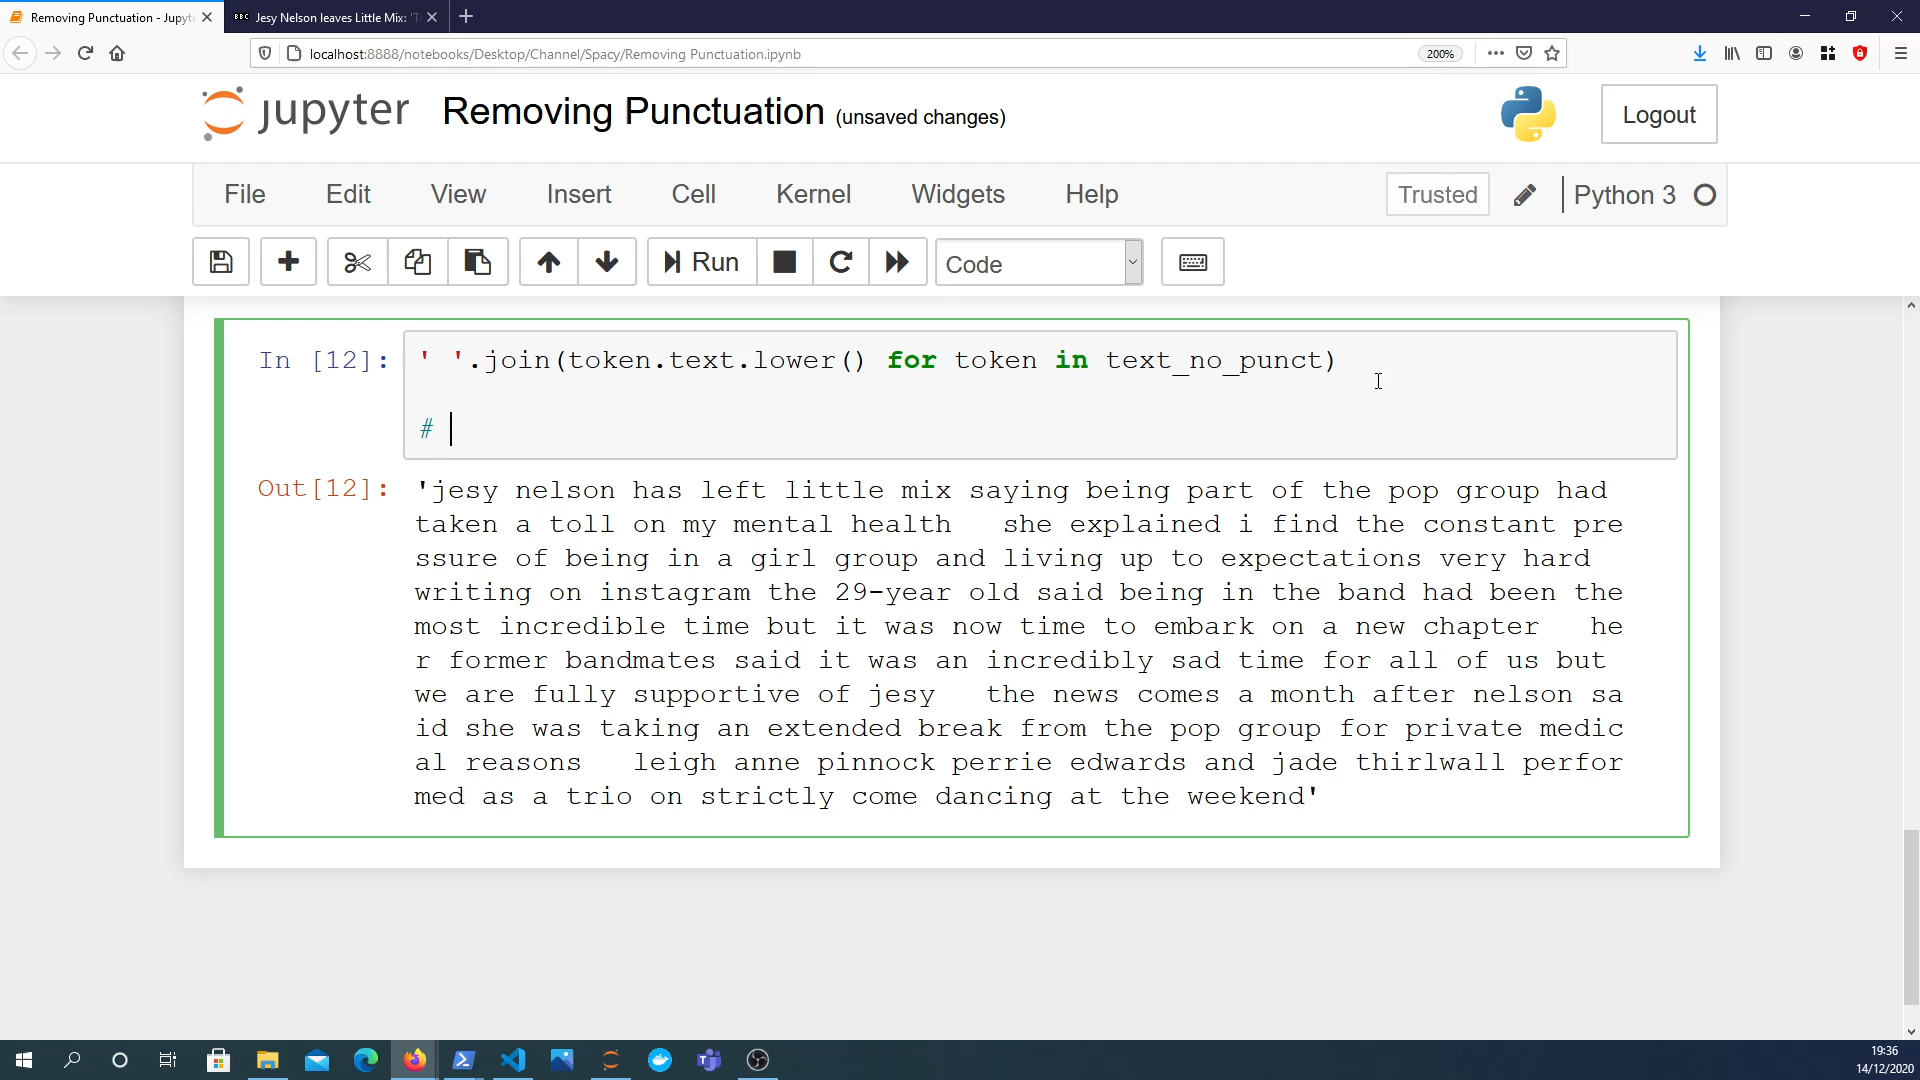 Removing Punctuation - Jupyt
BBC Jesy Nelson leaves Little Mix: 'T
localhost:8888/notebooks/Desktop/Channel/Spacy/Removing Punctuation.ipynb
200%
jupyter Removing Punctuation (unsaved changes)
Logout
File Edit View Insert Cell Kernel Widgets Help
Trusted
Python 3
Run
Code
In [12]: ' '.join(token.text.lower() for token in text_no_punct)
#
Out[12]: 'jesy nelson has left little mix saying being part of the pop group had
taken a toll on my mental health   she explained i find the constant pre
ssure of being in a girl group and living up to expectations very hard
writing on instagram the 29-year old said being in the band had been the
most incredible time but it was now time to embark on a new chapter   he
r former bandmates said it was an incredibly sad time for all of us but
we are fully supportive of jesy   the news comes a month after nelson sa
id she was taking an extended break from the pop group for private medic
al reasons   leigh anne pinnock perrie edwards and jade thirlwall perfor
med as a trio on strictly come dancing at the weekend'
19:36
14/12/2020